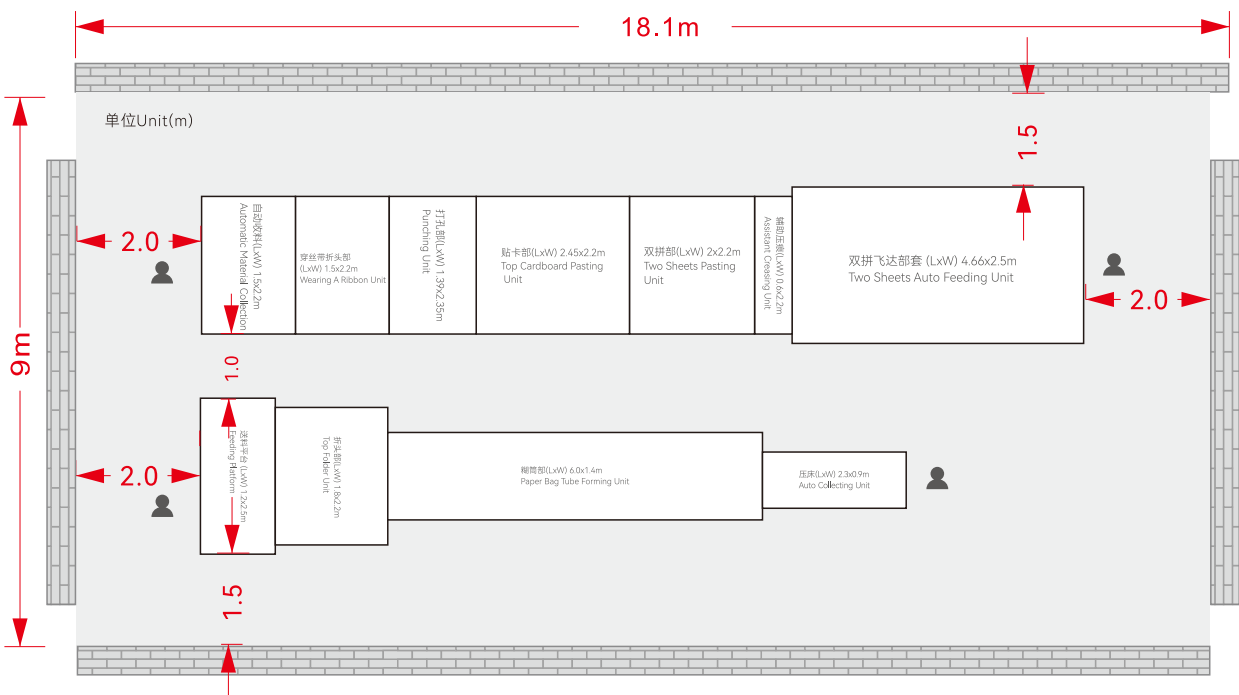 18.1m
单位Unit(m)
1.5
2.0
自动收料(LxW) 1.5x2.2m
Automatic Material Collection
穿丝带折头部
(LxW) 1.5x2.2m
Wearing A Ribbon Unit
打孔部(LxW) 1.39x2.35m
Punching Unit
贴卡部(LxW) 2.45x2.2m
Top Cardboard Pasting
Unit
双拼部(LxW) 2x2.2m
Two Sheets Pasting
Unit
辅助压痕(LxW) 0.6x2.2m
Assistant Creasing Unit
双拼飞达部套 (LxW) 4.66x2.5m
Two Sheets Auto Feeding Unit
2.0
9m
1.0
2.0
送料平台 (LxW) 1.2x2.5m
Feeding Platform
折头部(LxW) 1.8x2.2m
Top Folder Unit
糊筒部(LxW) 6.0x1.4m
Paper Bag Tube Forming Unit
压床(LxW) 2.3x0.9m
Auto Collecting Unit
1.5